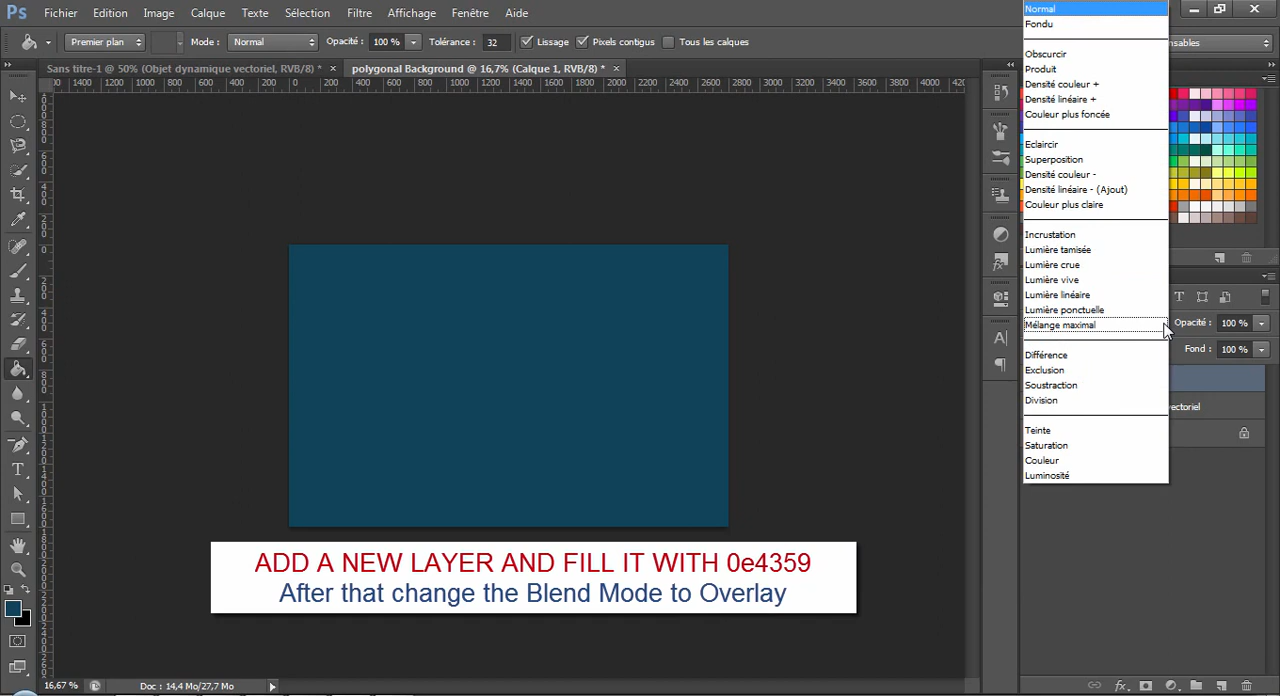 Ps Fichier Edition Image Calque Texte Sélection Filtre Affichage Fenêtre Aide
Premier plan Mode : Normal Opacité : 100 % Tolérance : 32 Lissage Pixels contigus Tous les calques
Sans titre-1 @ 50% (Objet dynamique vectoriel, RVB/8) * × polygonal Background @ 16,7% (Calque 1, RVB/8) * ×
1400 1200 1000 800 600 400 200 0 200 400 600 800 1000 1200 1400 1600 1800 2000 2200 2400 2600 2800 3000 3200 3400 3600 3800 4000
Normal
Fondu
Obscurcir
Produit
Densité couleur +
Densité linéaire +
Couleur plus foncée
Eclaircir
Superposition
Densité couleur -
Densité linéaire - (Ajout)
Couleur plus claire
Incrustation
Lumière tamisée
Lumière crue
Lumière vive
Lumière linéaire
Lumière ponctuelle
Mélange maximal
Différence
Exclusion
Soustraction
Division
Teinte
Saturation
Couleur
Luminosité
Opacité : 100 %
Fond : 100 %
ADD A NEW LAYER AND FILL IT WITH 0e4359
After that change the Blend Mode to Overlay
16,67 % Doc : 14,4 Mo/27,7 Mo